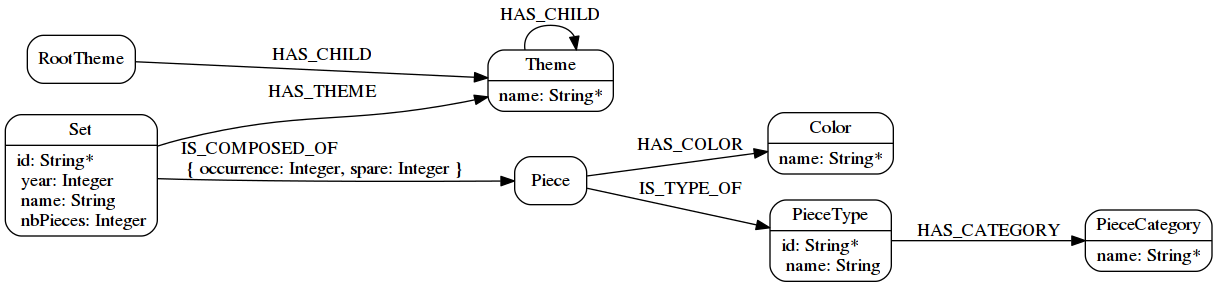 HAS_CHILD
RootTheme
HAS_CHILD
Theme
name: String*
HAS_THEME
Set
id: String*
year: Integer
name: String
nbPieces: Integer
IS_COMPOSED_OF
{ occurrence: Integer, spare: Integer }
Piece
HAS_COLOR
Color
name: String*
IS_TYPE_OF
PieceType
id: String*
name: String
HAS_CATEGORY
PieceCategory
name: String*